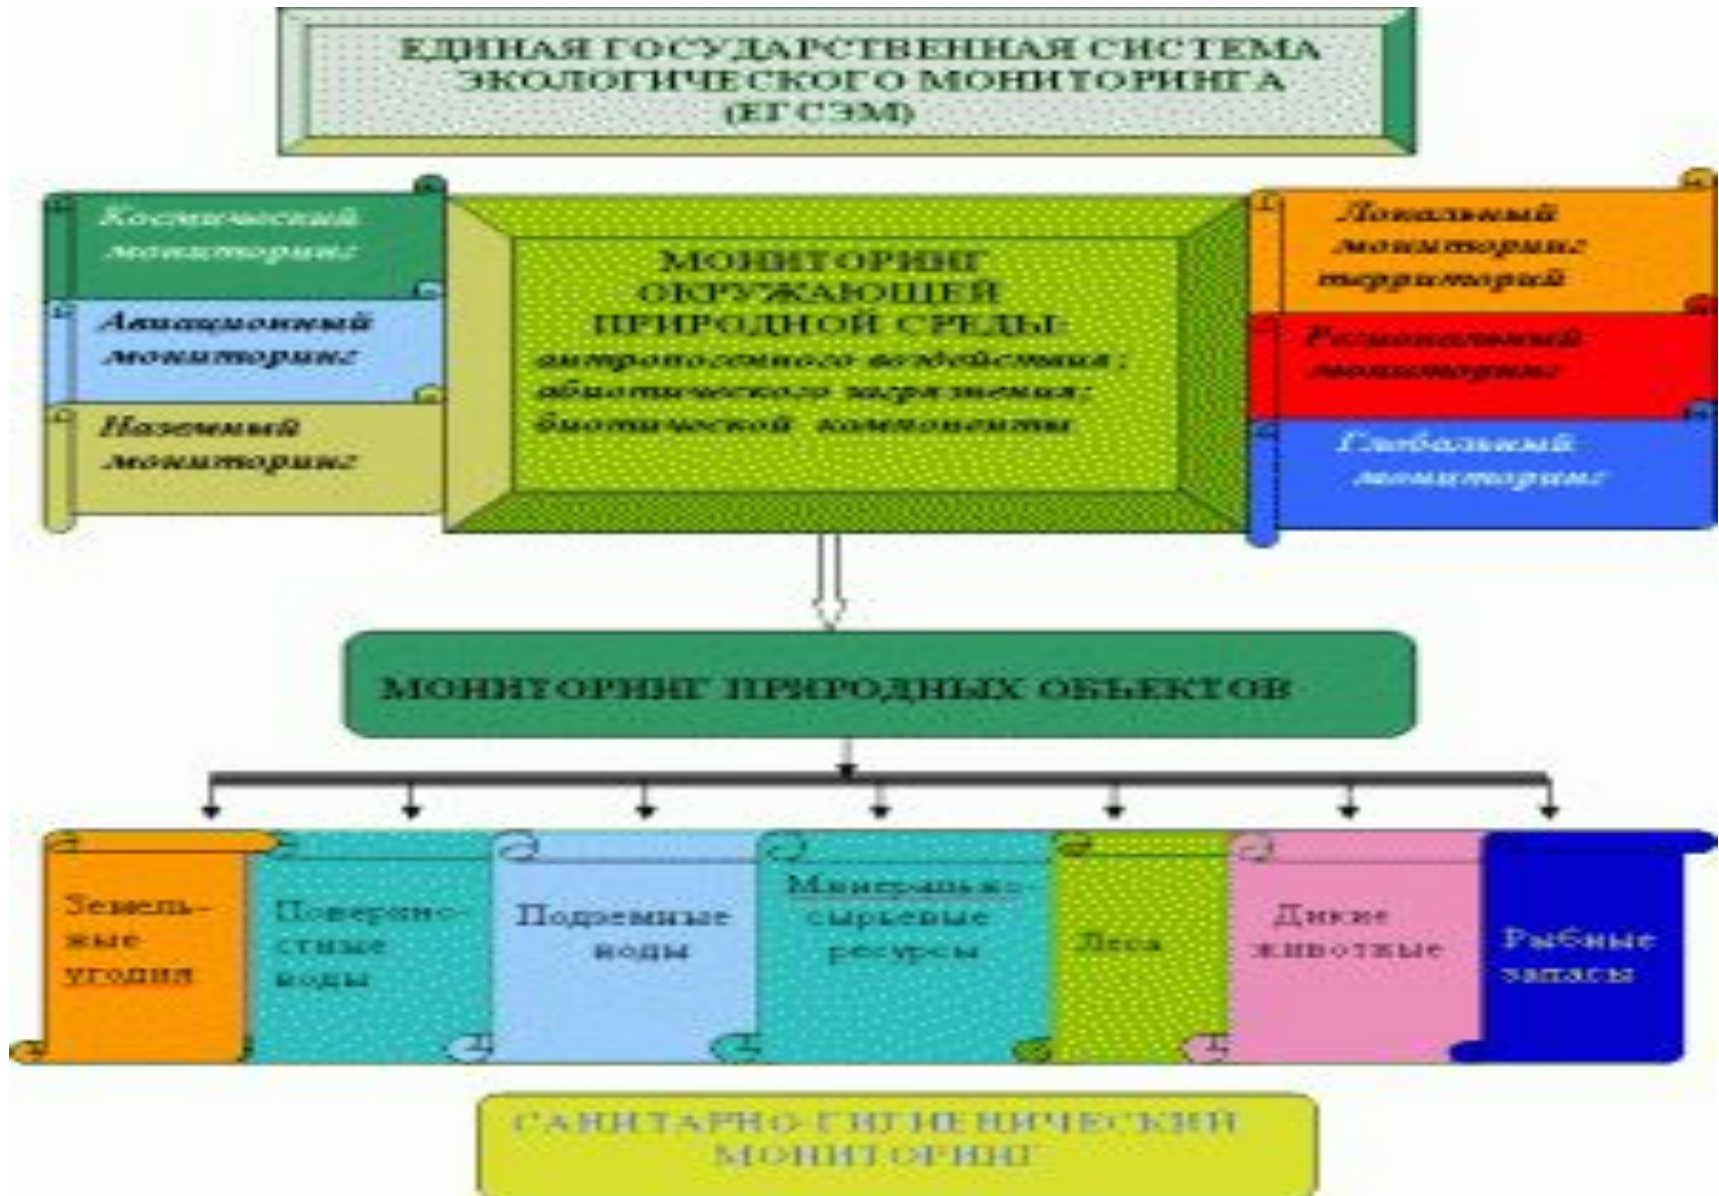 ЕДИНАЯ ГОСУДАРСТВЕННАЯ СИСТЕМА
ЭКОЛОГИЧЕСКОГО МОНИТОРИНГА
(ЕГСЭМ)
Космический
мониторинг
Авиационный
мониторинг
Наземный
мониторинг
МОНИТОРИНГ
ОКРУЖАЮЩЕЙ
ПРИРОДНОЙ СРЕДЫ:
антропогенного воздействия;
абиотического загрязнения;
биотической компоненты
Локальный
мониторинг
территорий
Региональный
мониторинг
Глобальный
мониторинг
МОНИТОРИНГ ПРИРОДНЫХ ОБЪЕКТОВ
Земель-
ные
угодия
Поверхно-
стные
воды
Подземные
воды
Минерально-
сырьевые
ресурсы
Леса
Дикие
животные
Рыбные
запасы
САНИТАРНО-ГИГИЕНИЧЕСКИЙ
МОНИТОРИНГ